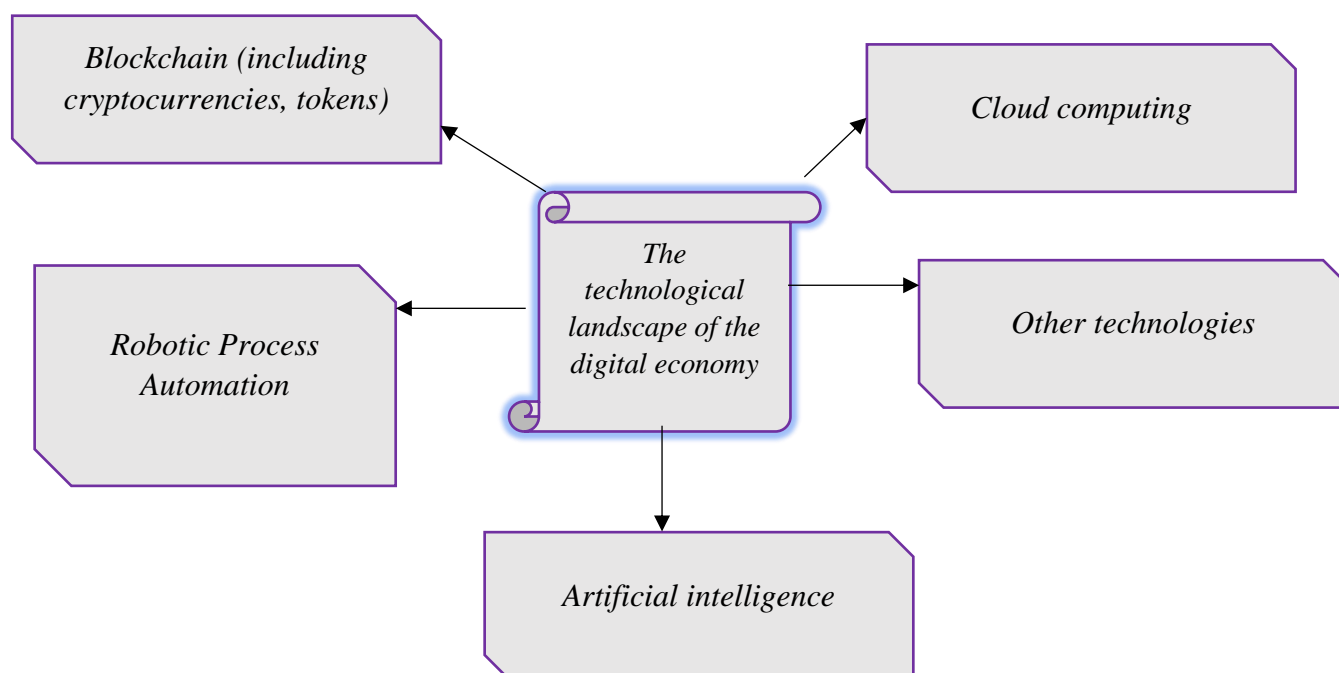 Blockchain (including
cryptocurrencies, tokens)
Cloud computing
The
technological
landscape of the
digital economy
Robotic Process
Automation
Other technologies
Artificial intelligence